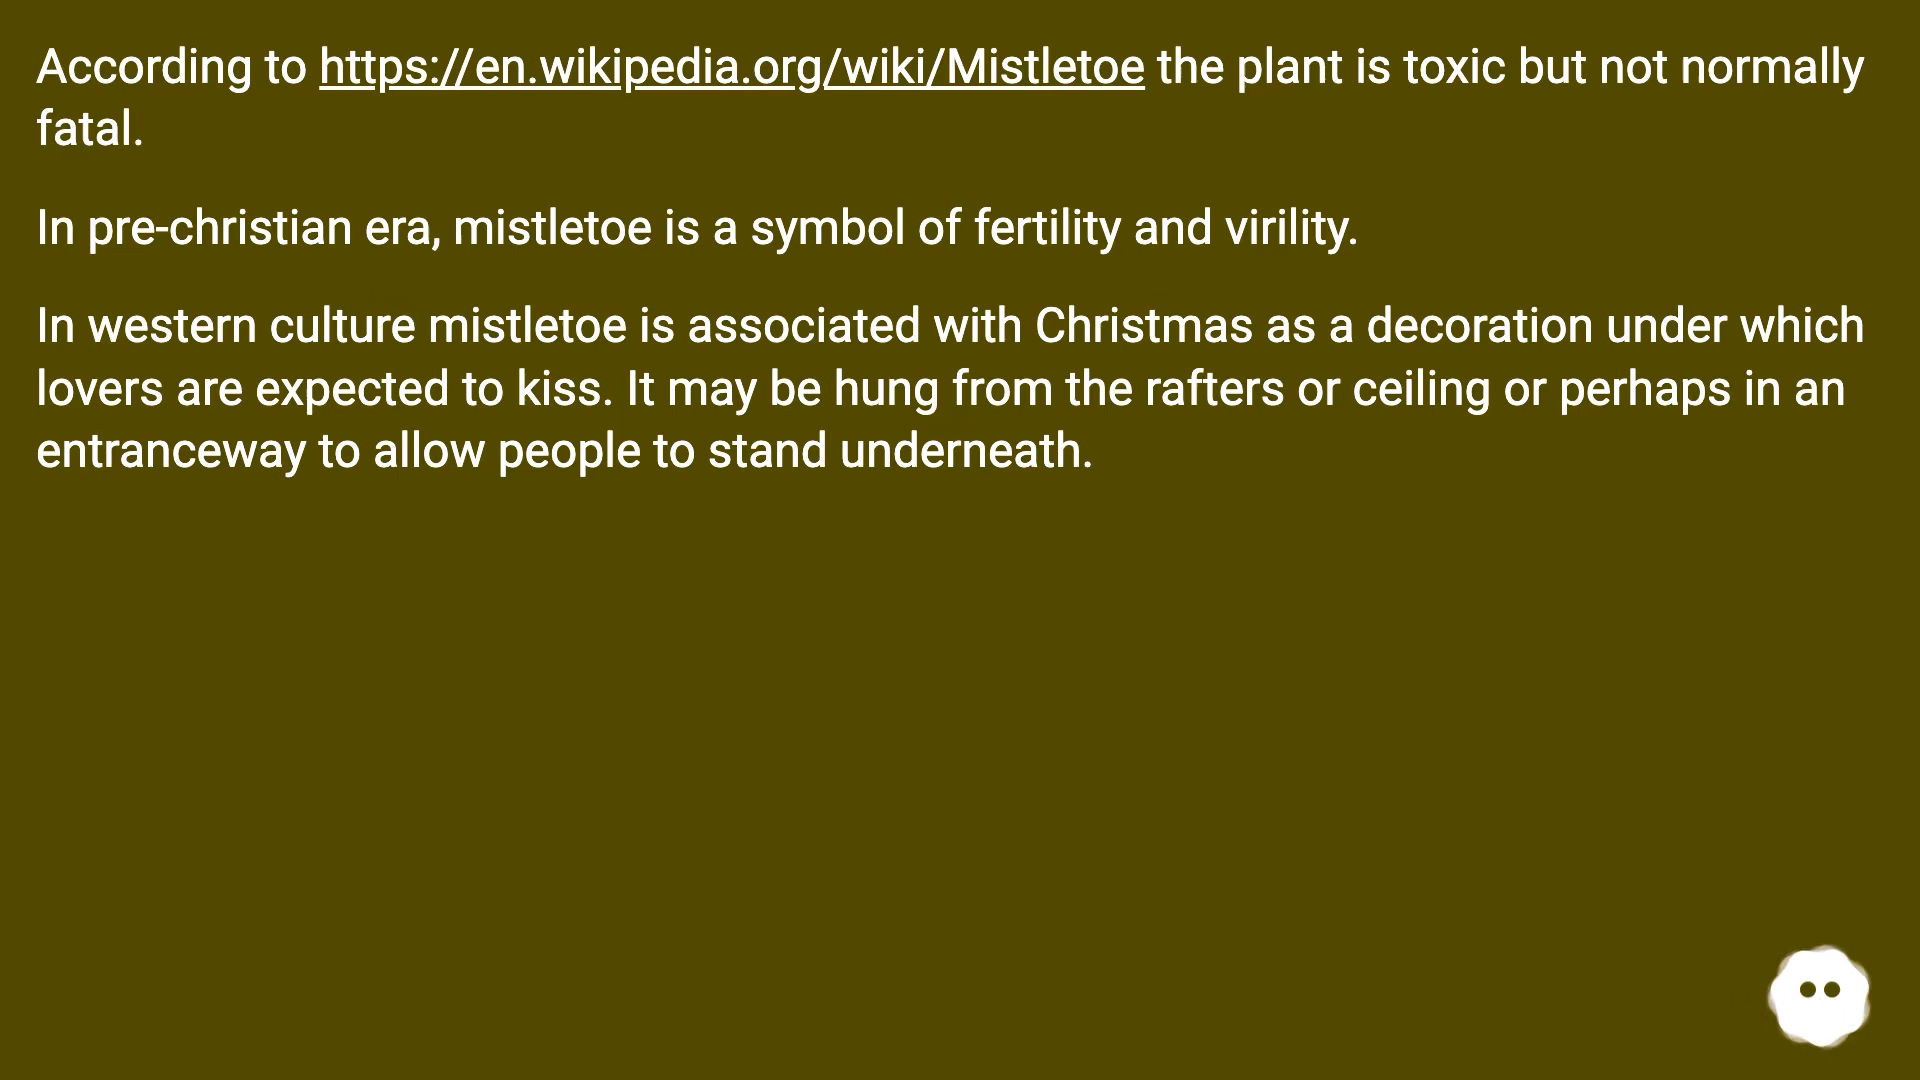 According to https://en.wikipedia.org/wiki/Mistletoe the plant is toxic but not normally
fatal.
In pre-christian era, mistletoe is a symbol of fertility and virility.
In western culture mistletoe is associated with Christmas as a decoration under which
lovers are expected to kiss. It may be hung from the rafters or ceiling or perhaps in an
entranceway to allow people to stand underneath.